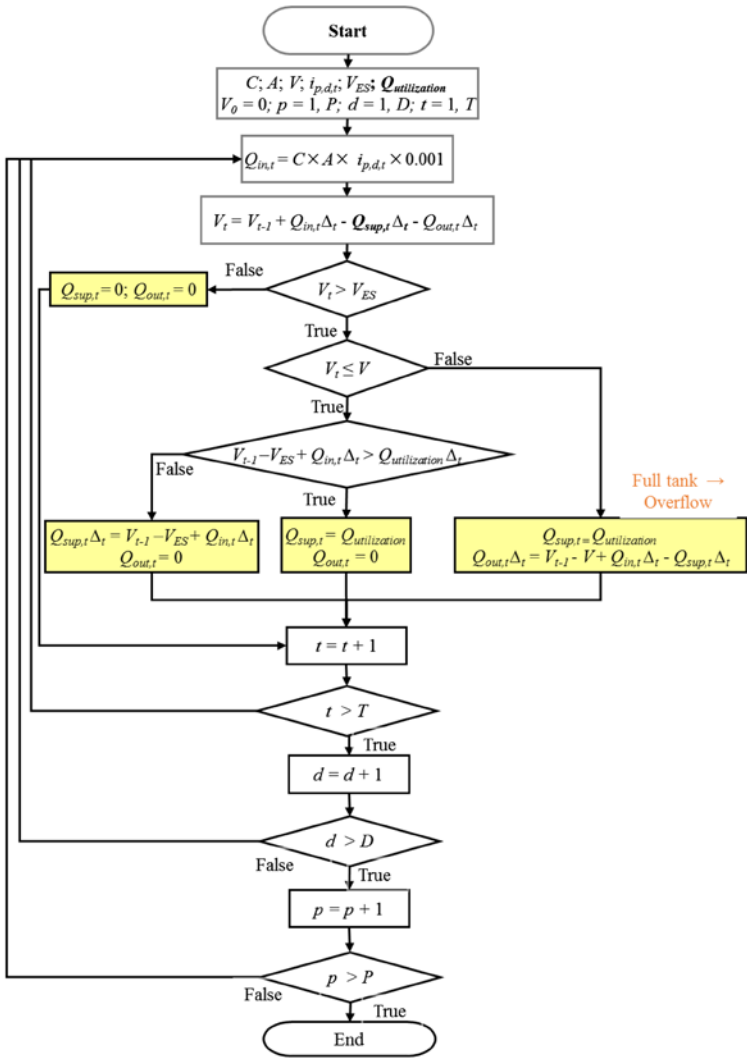 Start
C; A; V; i_{p,d,t}; V_{ES}; Q_{utilization}
V_0 = 0; p = 1, P; d = 1, D; t = 1, T
Q_{in,t} = C × A × i_{p,d,t} × 0.001
V_t = V_{t-1} + Q_{in,t} Δ_t - Q_{sup,t} Δ_t - Q_{out,t} Δ_t
False
Q_{sup,t} = 0; Q_{out,t} = 0
V_t > V_{ES}
True
V_t ≤ V
False
True
V_{t-1} – V_{ES} + Q_{in,t} Δ_t > Q_{utilization} Δ_t
False
True
Full tank →
Overflow
Q_{sup,t} Δ_t = V_{t-1} – V_{ES} + Q_{in,t} Δ_t
Q_{out,t} = 0
Q_{sup,t} = Q_{utilization}
Q_{out,t} = 0
Q_{sup,t} = Q_{utilization}
Q_{out,t} Δ_t = V_{t-1} - V + Q_{in,t} Δ_t - Q_{sup,t} Δ_t
t = t + 1
t > T
True
d = d + 1
d > D
False
True
p = p + 1
p > P
False
True
End